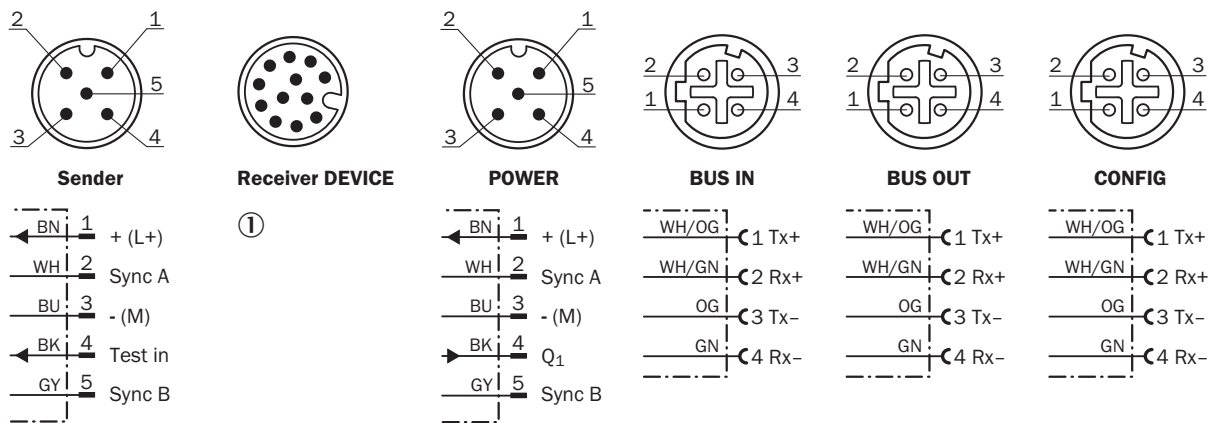 2 1
5
3 4
Sender
BN 1 + (L+)
WH 2 Sync A
BU 3 - (M)
BK 4 Test in
GY 5 Sync B
Receiver DEVICE
①
2 1
5
3 4
POWER
BN 1 + (L+)
WH 2 Sync A
BU 3 - (M)
BK 4 Q₁
GY 5 Sync B
2 3
1 4
BUS IN
WH/OG 1 Tx+
WH/GN 2 Rx+
OG 3 Tx–
GN 4 Rx–
2 3
1 4
BUS OUT
WH/OG 1 Tx+
WH/GN 2 Rx+
OG 3 Tx–
GN 4 Rx–
2 3
1 4
CONFIG
WH/OG 1 Tx+
WH/GN 2 Rx+
OG 3 Tx–
GN 4 Rx–